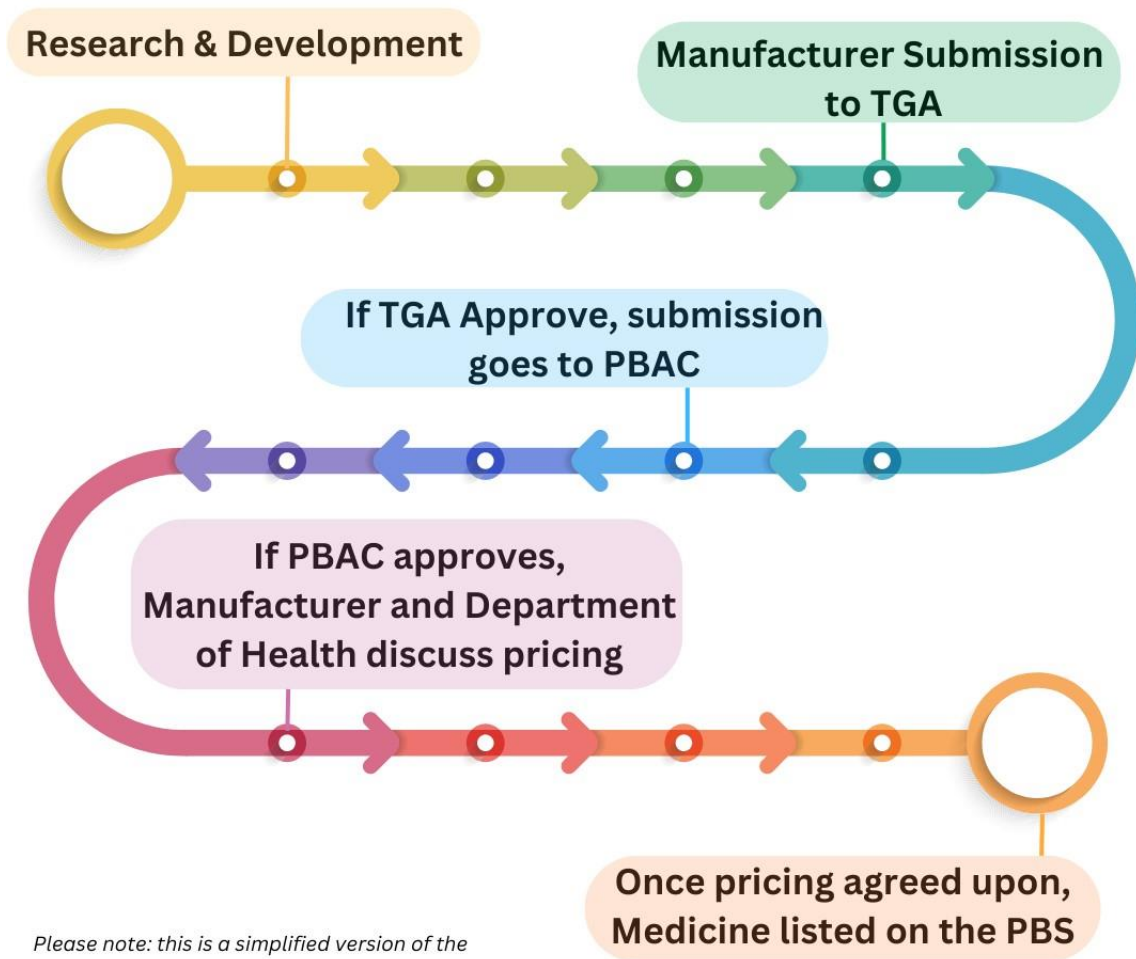 Research & Development
Manufacturer Submission
to TGA
If TGA Approve, submission
goes to PBAC
If PBAC approves,
Manufacturer and Department
of Health discuss pricing
Once pricing agreed upon,
Medicine listed on the PBS
Please note: this is a simplified version of the